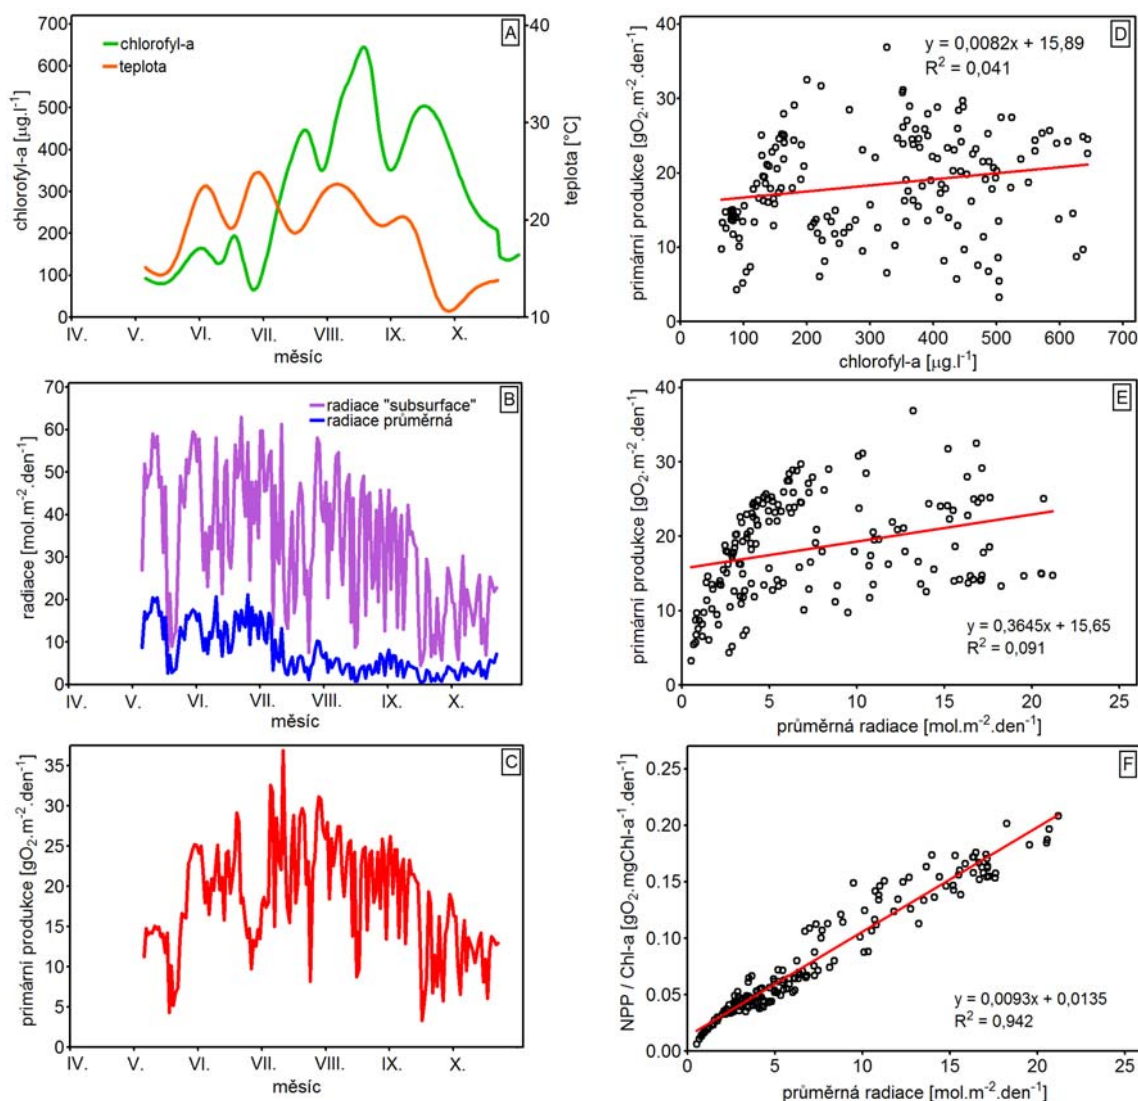 A
chlorofyl-a
teplota
chlorofyl-a [µg.l-1]
700
600
500
400
300
200
100
0
40
30
20
10
teplota [°C]
IV. V. VI. VII. VIII. IX. X.
měsíc
B
radiace "subsurface"
radiace průměrná
radiace [mol.m-2.den-1]
70
60
50
40
30
20
10
0
IV. V. VI. VII. VIII. IX. X.
měsíc
C
primární produkce [gO2.m-2.den-1]
35
30
25
20
15
10
5
0
IV. V. VI. VII. VIII. IX. X.
měsíc
D
y = 0,0082x + 15,89
R2 = 0,041
primární produkce [gO2.m-2.den-1]
40
30
20
10
0
0 100 200 300 400 500 600 700
chlorofyl-a [µg.l-1]
E
primární produkce [gO2.m-2.den-1]
40
30
20
10
0
y = 0,3645x + 15,65
R2 = 0,091
0 5 10 15 20 25
průměrná radiace [mol.m-2.den-1]
F
NPP / Chl-a [gO2.mgChl-a-1.den-1]
0.25
0.20
0.15
0.10
0.05
0.00
y = 0,0093x + 0,0135
R2 = 0,942
0 5 10 15 20 25
průměrná radiace [mol.m-2.den-1]